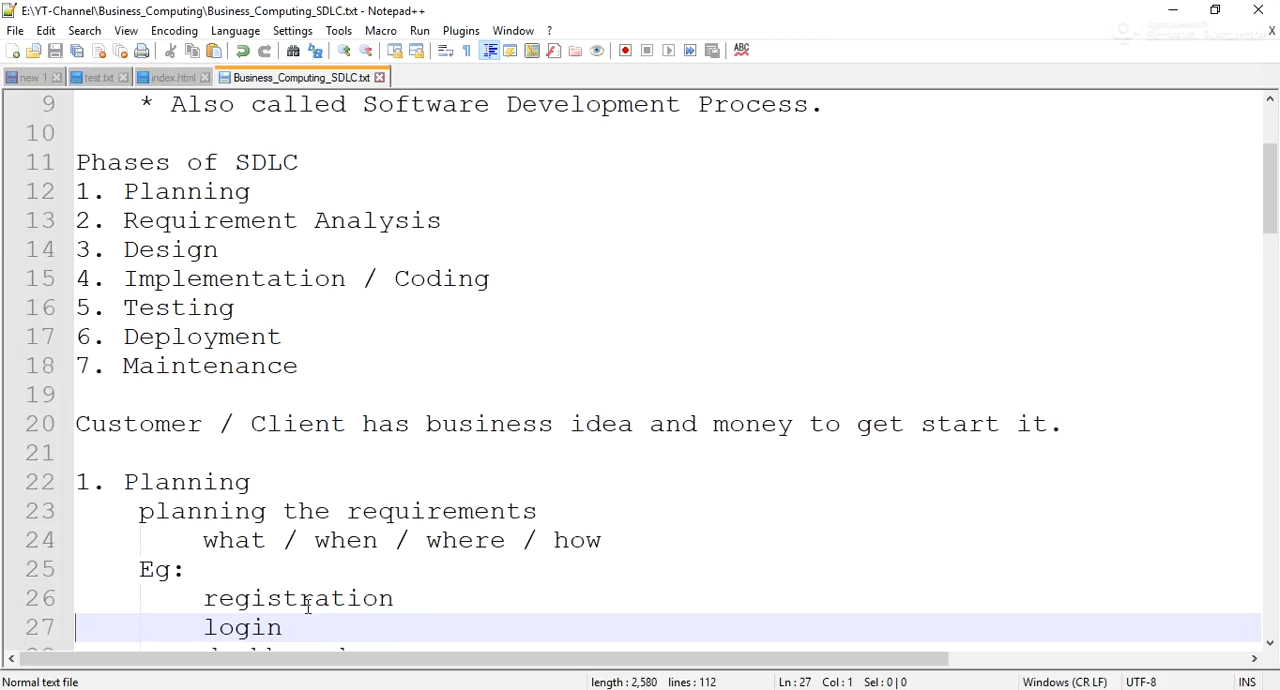 E:\YT-Channel\Business_Computing\Business_Computing_SDLC.txt - Notepad++
File Edit Search View Encoding Language Settings Tools Macro Run Plugins Window ? X
new 1 test.txt index.html Business_Computing_SDLC.txt
9 * Also called Software Development Process.
10
11 Phases of SDLC
12 1. Planning
13 2. Requirement Analysis
14 3. Design
15 4. Implementation / Coding
16 5. Testing
17 6. Deployment
18 7. Maintenance
19
20 Customer / Client has business idea and money to get start it.
21
22 1. Planning
23 planning the requirements
24 what / when / where / how
25 Eg:
26 registration
27 login
Normal text file length : 2,580 lines : 112 Ln : 27 Col : 1 Sel : 0 | 0 Windows (CR LF) UTF-8 INS